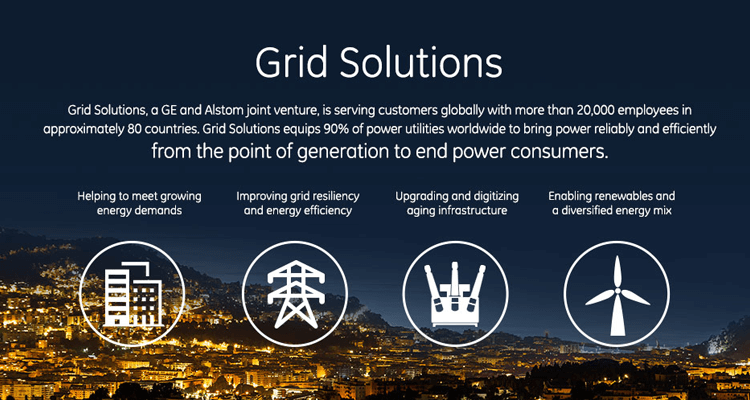 Grid Solutions
Grid Solutions, a GE and Alstom joint venture, is serving customers globally with more than 20,000 employees in
approximately 80 countries. Grid Solutions equips 90% of power utilities worldwide to bring power reliably and efficiently
from the point of generation to end power consumers.
Helping to meet growing
energy demands
Improving grid resiliency
and energy efficiency
Upgrading and digitizing
aging infrastructure
Enabling renewables and
a diversified energy mix